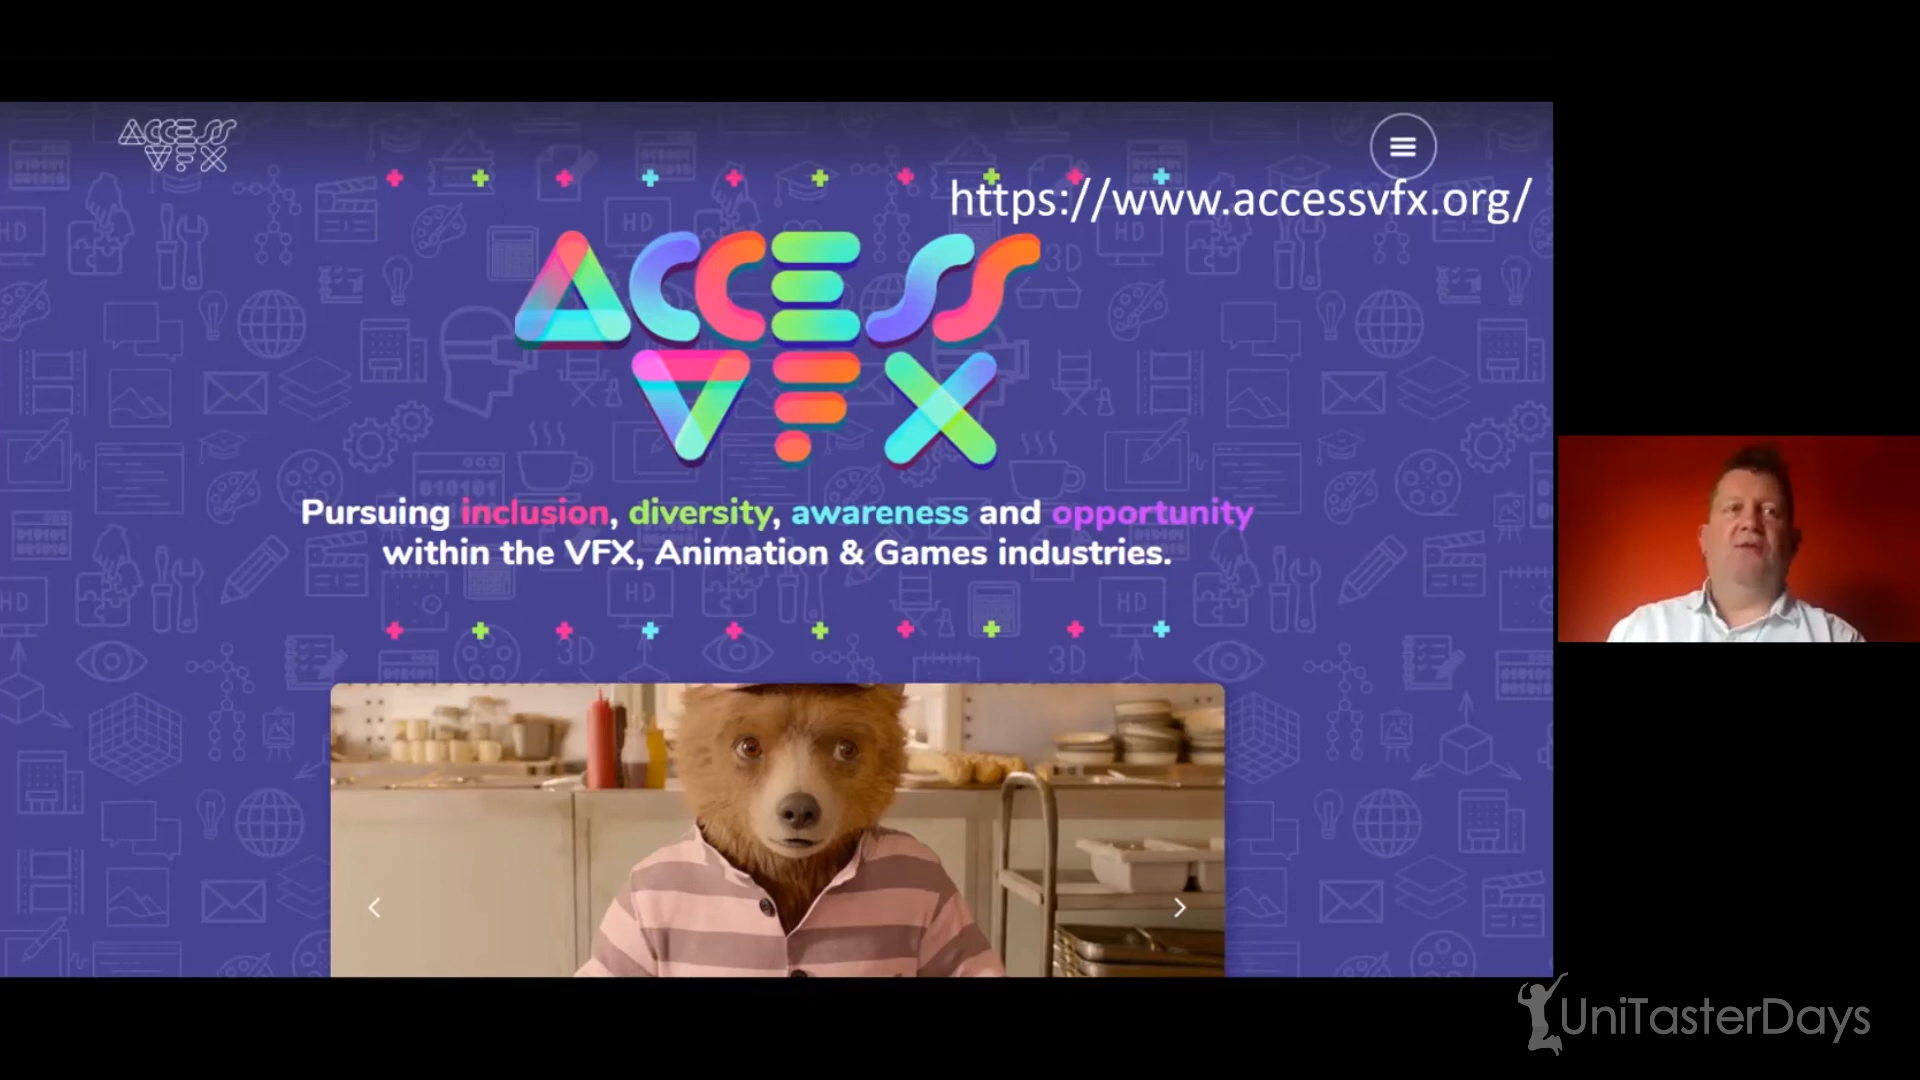 ACCESS
VFX
https://www.accessvfx.org/
ACCESS
VFX
Pursuing inclusion, diversity, awareness and opportunity
within the VFX, Animation & Games industries.
UniTasterDays